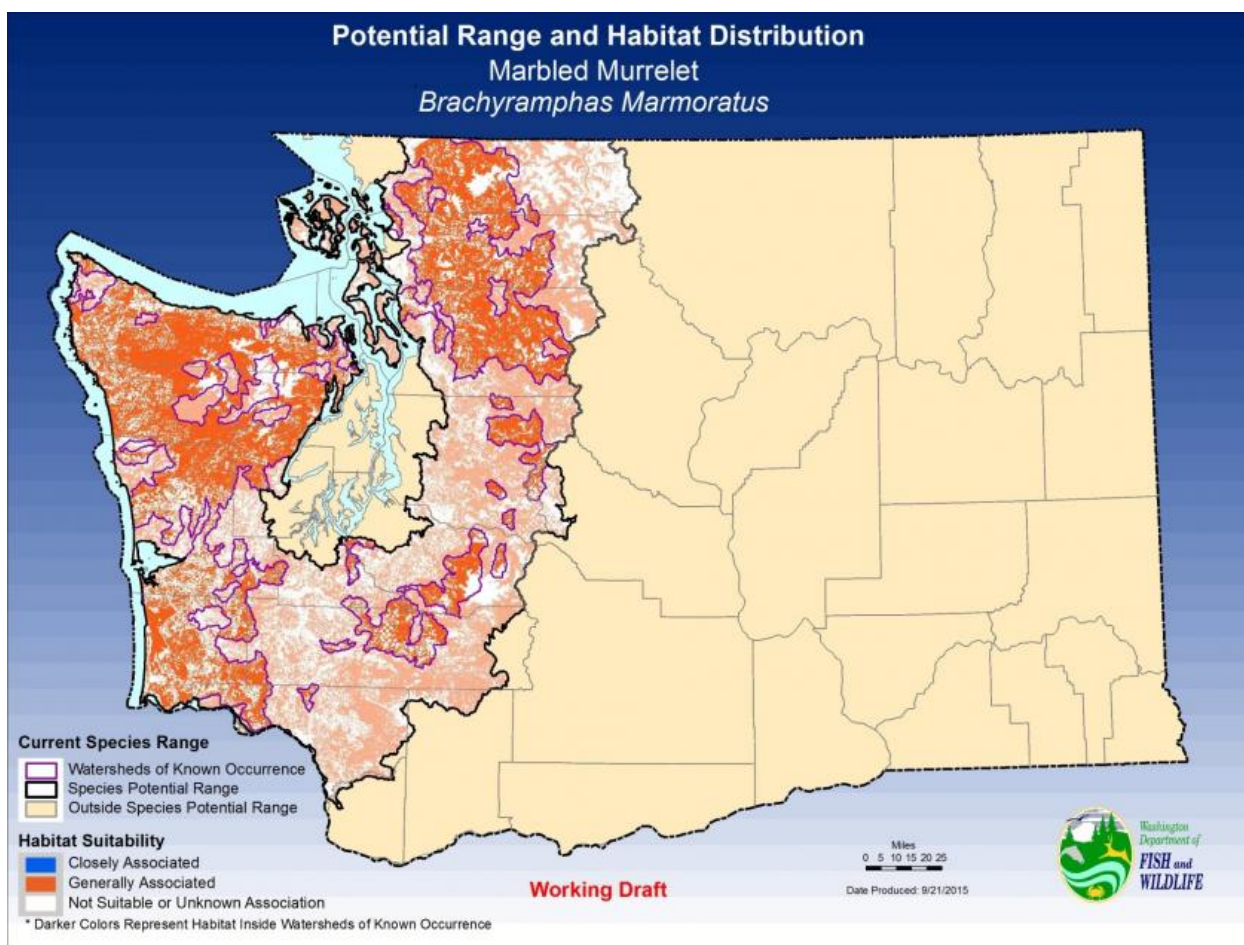 Potential Range and Habitat Distribution
Marbled Murrelet
Brachyramphas Marmoratus
Current Species Range
Watersheds of Known Occurrence
Species Potential Range
Outside Species Potential Range
Habitat Suitability
Closely Associated
Generally Associated
Not Suitable or Unknown Association
* Darker Colors Represent Habitat Inside Watersheds of Known Occurrence
Working Draft
Miles
0 5 10 15 20 25
Date Produced: 9/21/2015
Washington
Department of
FISH and
WILDLIFE